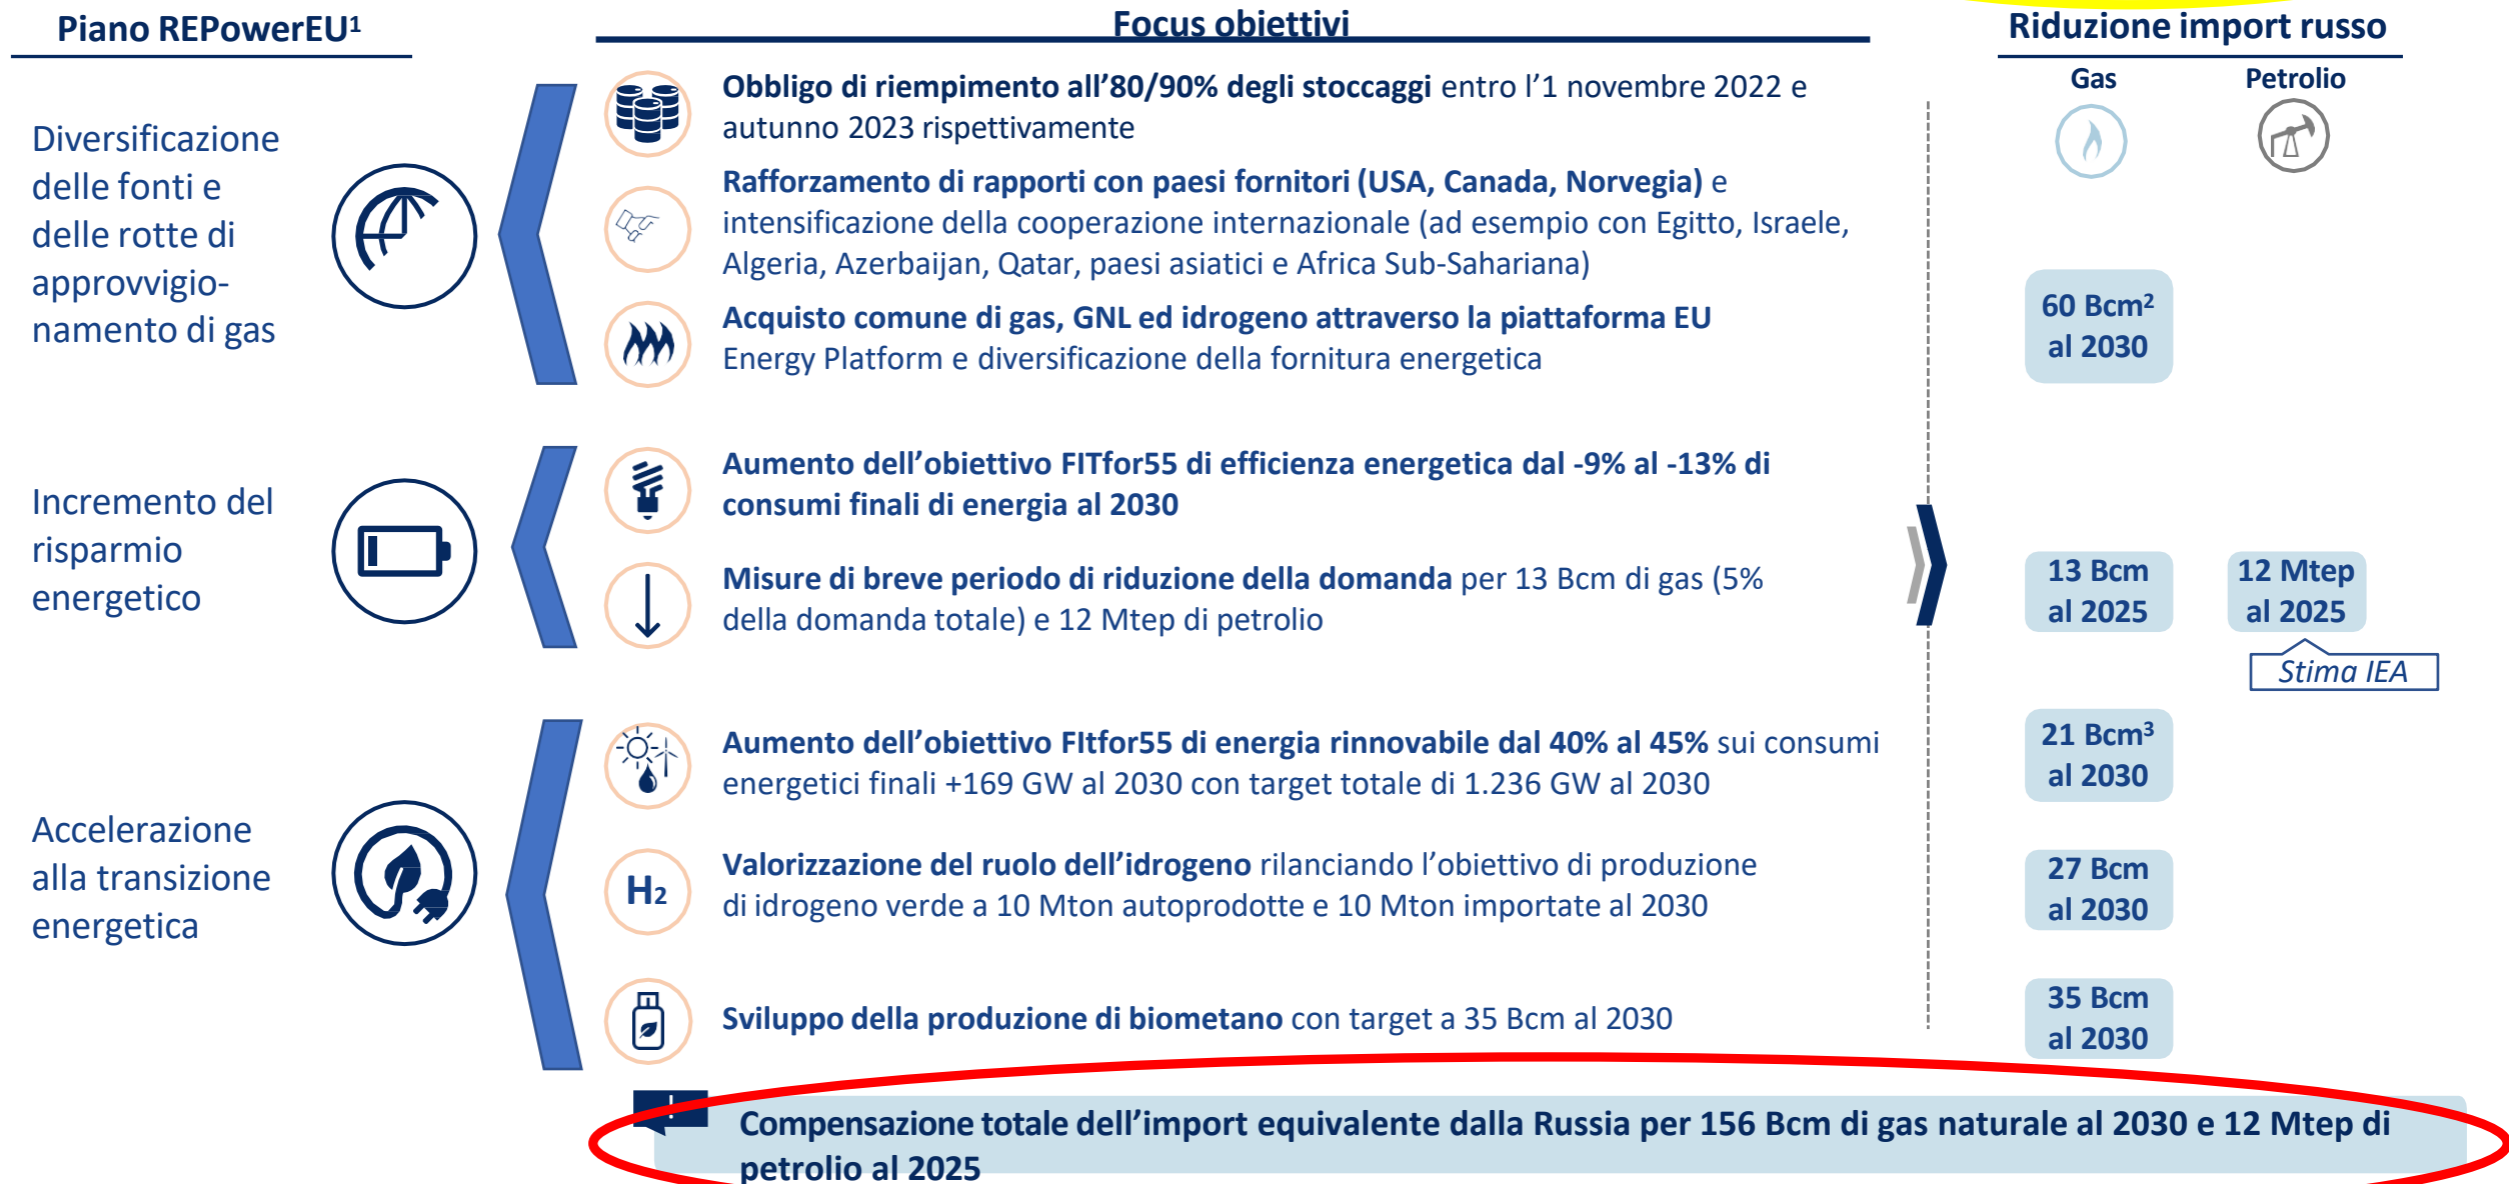 Piano REPowerEU¹
Focus obiettivi
Riduzione import russo
Gas
Petrolio
Diversificazione
delle fonti e
delle rotte di
approvvigio-
namento di gas
Obbligo di riempimento all’80/90% degli stoccaggi entro l’1 novembre 2022 e
autunno 2023 rispettivamente
Rafforzamento di rapporti con paesi fornitori (USA, Canada, Norvegia) e
intensificazione della cooperazione internazionale (ad esempio con Egitto, Israele,
Algeria, Azerbaijan, Qatar, paesi asiatici e Africa Sub-Sahariana)
Acquisto comune di gas, GNL ed idrogeno attraverso la piattaforma EU
Energy Platform e diversificazione della fornitura energetica
60 Bcm²
al 2030
Incremento del
risparmio
energetico
Aumento dell’obiettivo FITfor55 di efficienza energetica dal -9% al -13% di
consumi finali di energia al 2030
Misure di breve periodo di riduzione della domanda per 13 Bcm di gas (5%
della domanda totale) e 12 Mtep di petrolio
13 Bcm
al 2025
12 Mtep
al 2025
Stima IEA
Accelerazione
alla transizione
energetica
Aumento dell’obiettivo FItfor55 di energia rinnovabile dal 40% al 45% sui consumi
energetici finali +169 GW al 2030 con target totale di 1.236 GW al 2030
21 Bcm³
al 2030
H2
Valorizzazione del ruolo dell’idrogeno rilanciando l’obiettivo di produzione
di idrogeno verde a 10 Mton autoprodotte e 10 Mton importate al 2030
27 Bcm
al 2030
Sviluppo della produzione di biometano con target a 35 Bcm al 2030
35 Bcm
al 2030
!
Compensazione totale dell’import equivalente dalla Russia per 156 Bcm di gas naturale al 2030 e 12 Mtep di
petrolio al 2025